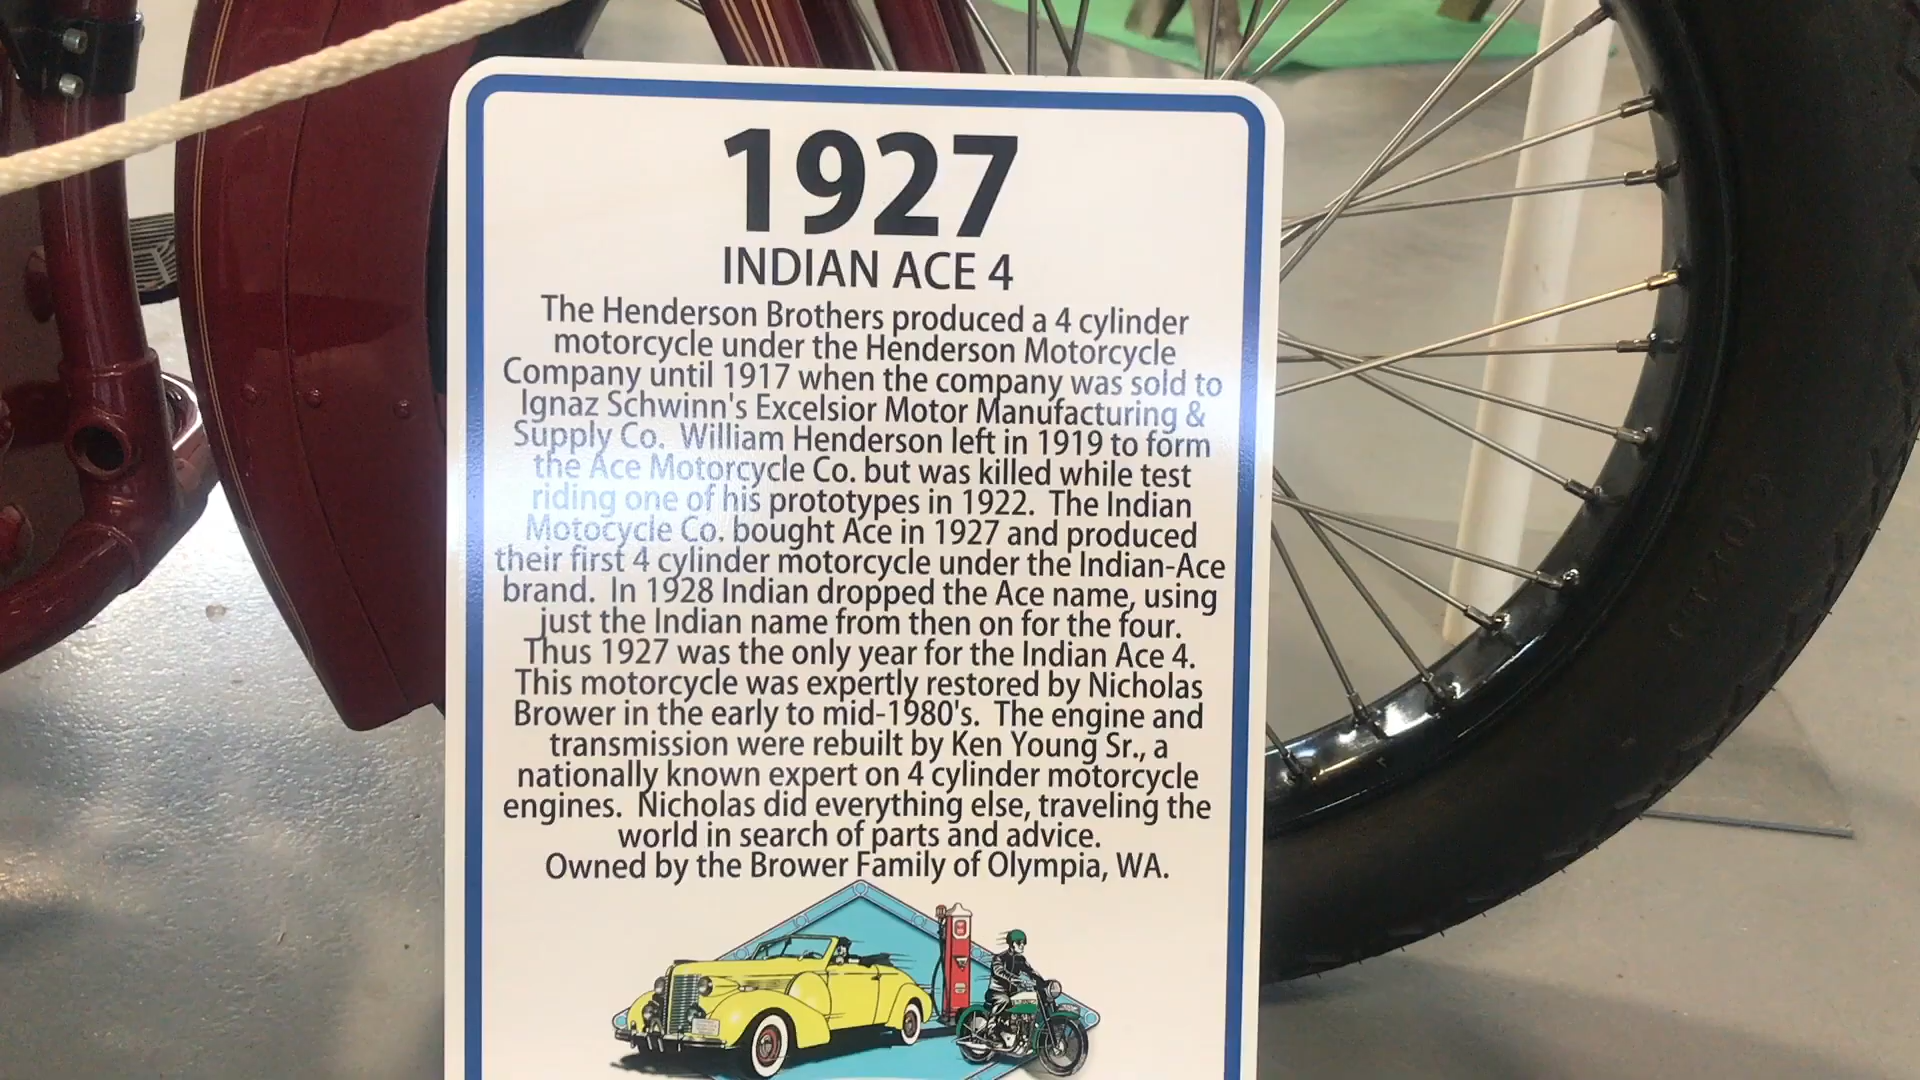 1927
INDIAN ACE 4
The Henderson Brothers produced a 4 cylinder
motorcycle under the Henderson Motorcycle
Company until 1917 when the company was sold to
Ignaz Schwinn's Excelsior Motor Manufacturing &
Supply Co. William Henderson left in 1919 to form
the Ace Motorcycle Co. but was killed while test
riding one of his prototypes in 1922. The Indian
Motocycle Co. bought Ace in 1927 and produced
their first 4 cylinder motorcycle under the Indian-Ace
brand. In 1928 Indian dropped the Ace name, using
just the Indian name from then on for the four.
Thus 1927 was the only year for the Indian Ace 4.
This motorcycle was expertly restored by Nicholas
Brower in the early to mid-1980's. The engine and
transmission were rebuilt by Ken Young Sr., a
nationally known expert on 4 cylinder motorcycle
engines. Nicholas did everything else, traveling the
world in search of parts and advice.
Owned by the Brower Family of Olympia, WA.